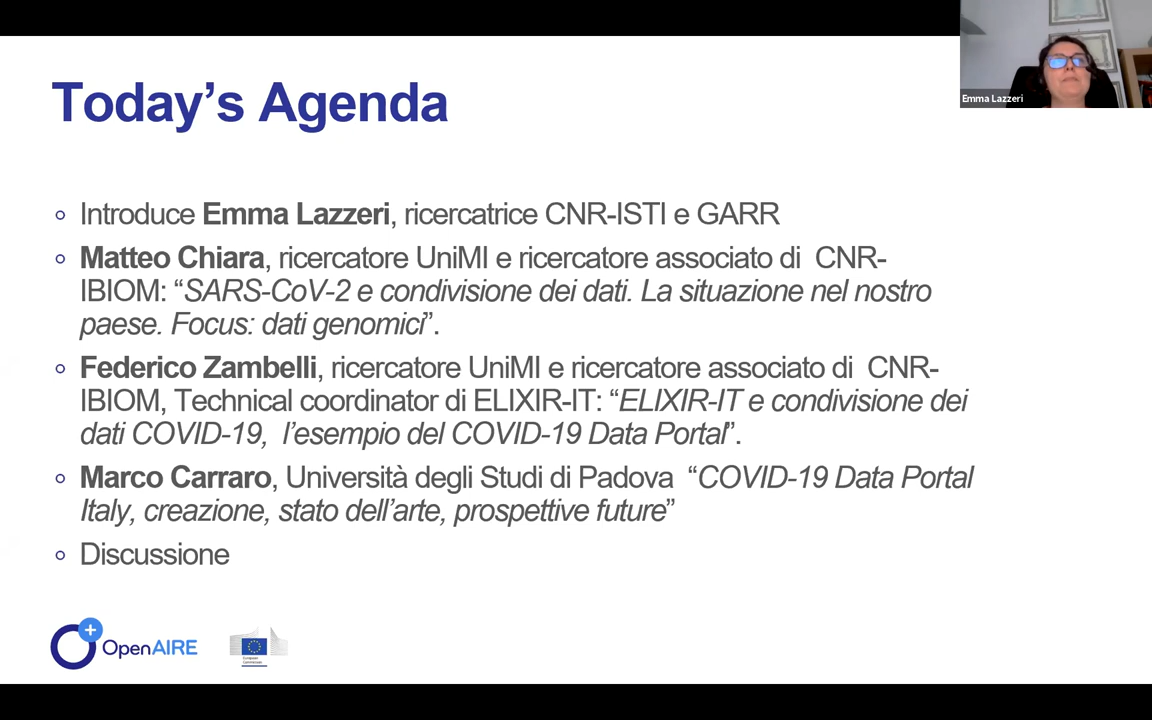 Today’s Agenda
Emma Lazzeri
Introduce Emma Lazzeri, ricercatrice CNR-ISTI e GARR
Matteo Chiara, ricercatore UniMI e ricercatore associato di CNR-
IBIOM: “SARS-CoV-2 e condivisione dei dati. La situazione nel nostro
paese. Focus: dati genomici”.
Federico Zambelli, ricercatore UniMI e ricercatore associato di CNR-
IBIOM, Technical coordinator di ELIXIR-IT: “ELIXIR-IT e condivisione dei
dati COVID-19, l’esempio del COVID-19 Data Portal”.
Marco Carraro, Università degli Studi di Padova “COVID-19 Data Portal
Italy, creazione, stato dell’arte, prospettive future”
Discussione
OpenAIRE
European
Commission